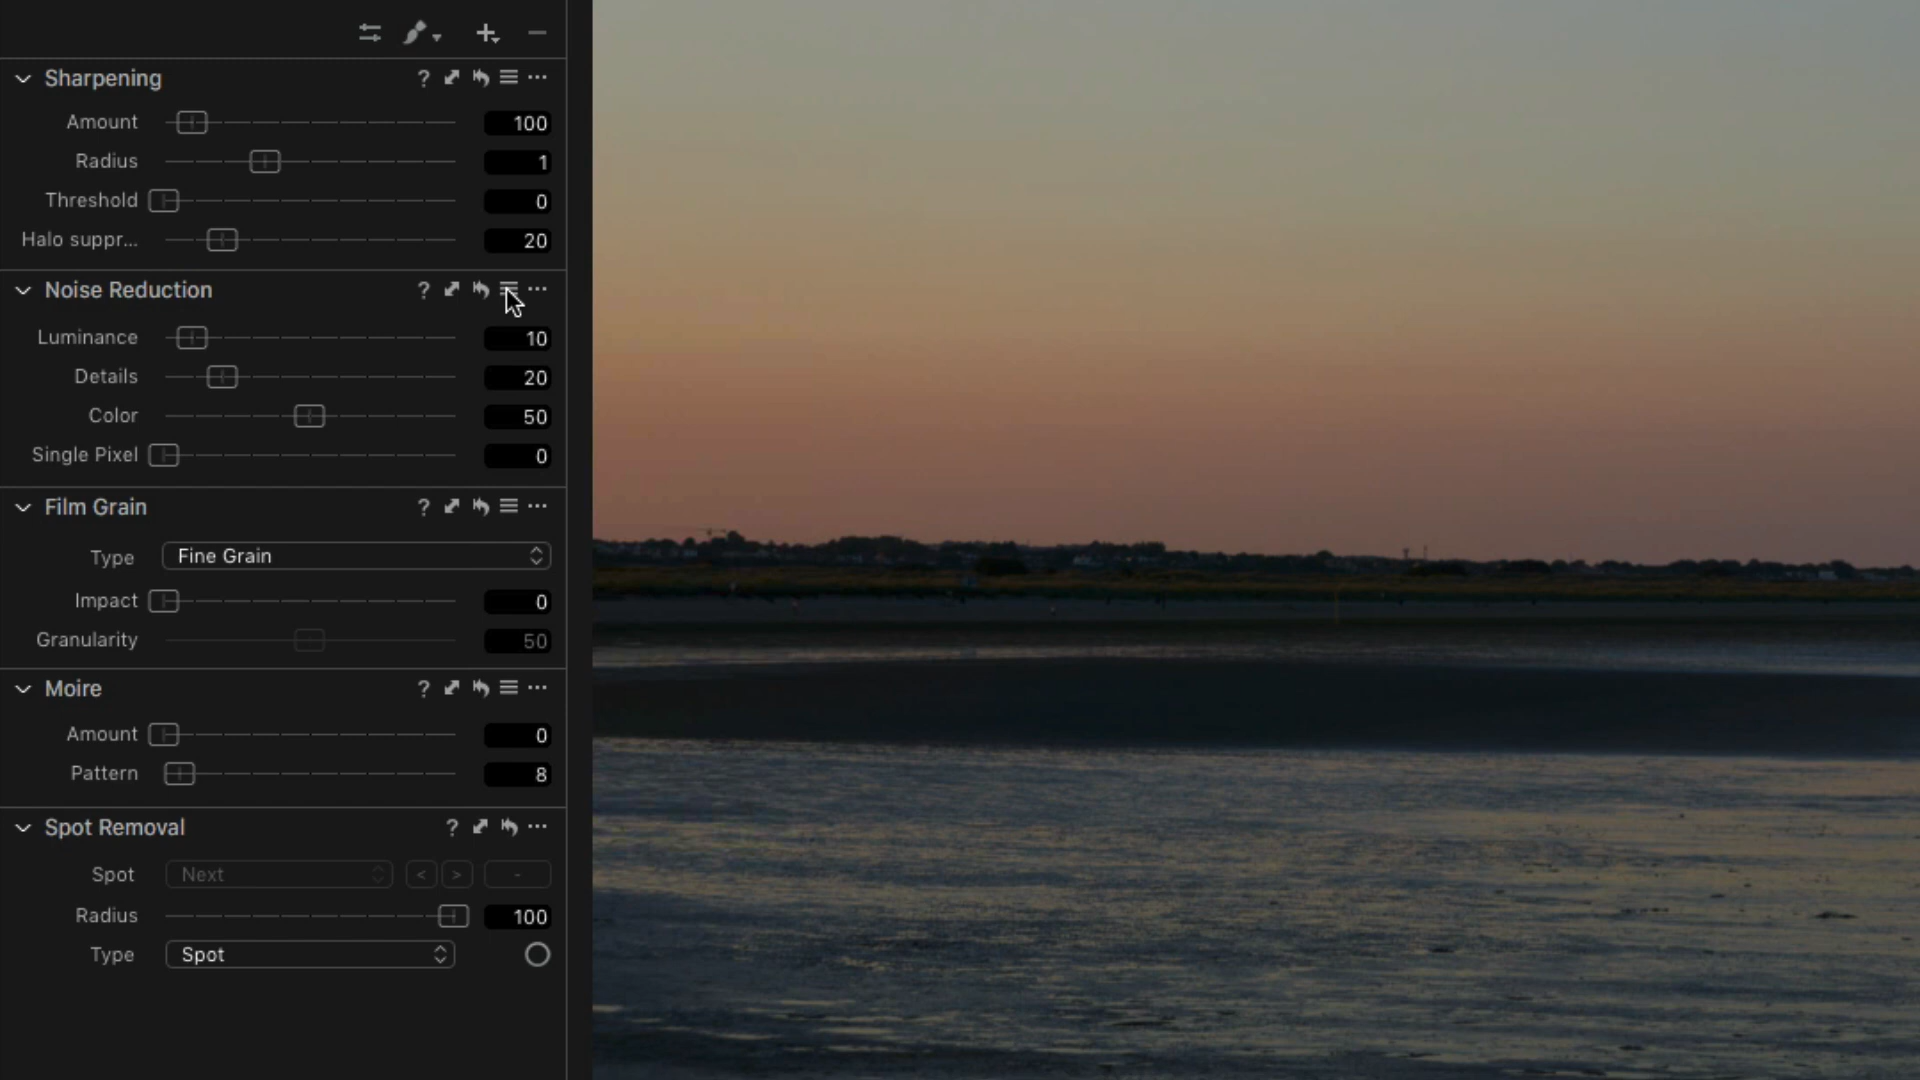 Sharpening ? ...
Amount 100
Radius 1
Threshold 0
Halo suppr... 20
Noise Reduction ? ...
Luminance 10
Details 20
Color 50
Single Pixel 0
Film Grain ? ...
Type Fine Grain
Impact 0
Granularity 50
Moire ? ...
Amount 0
Pattern 8
Spot Removal ? ...
Spot Next < > -
Radius 100
Type Spot